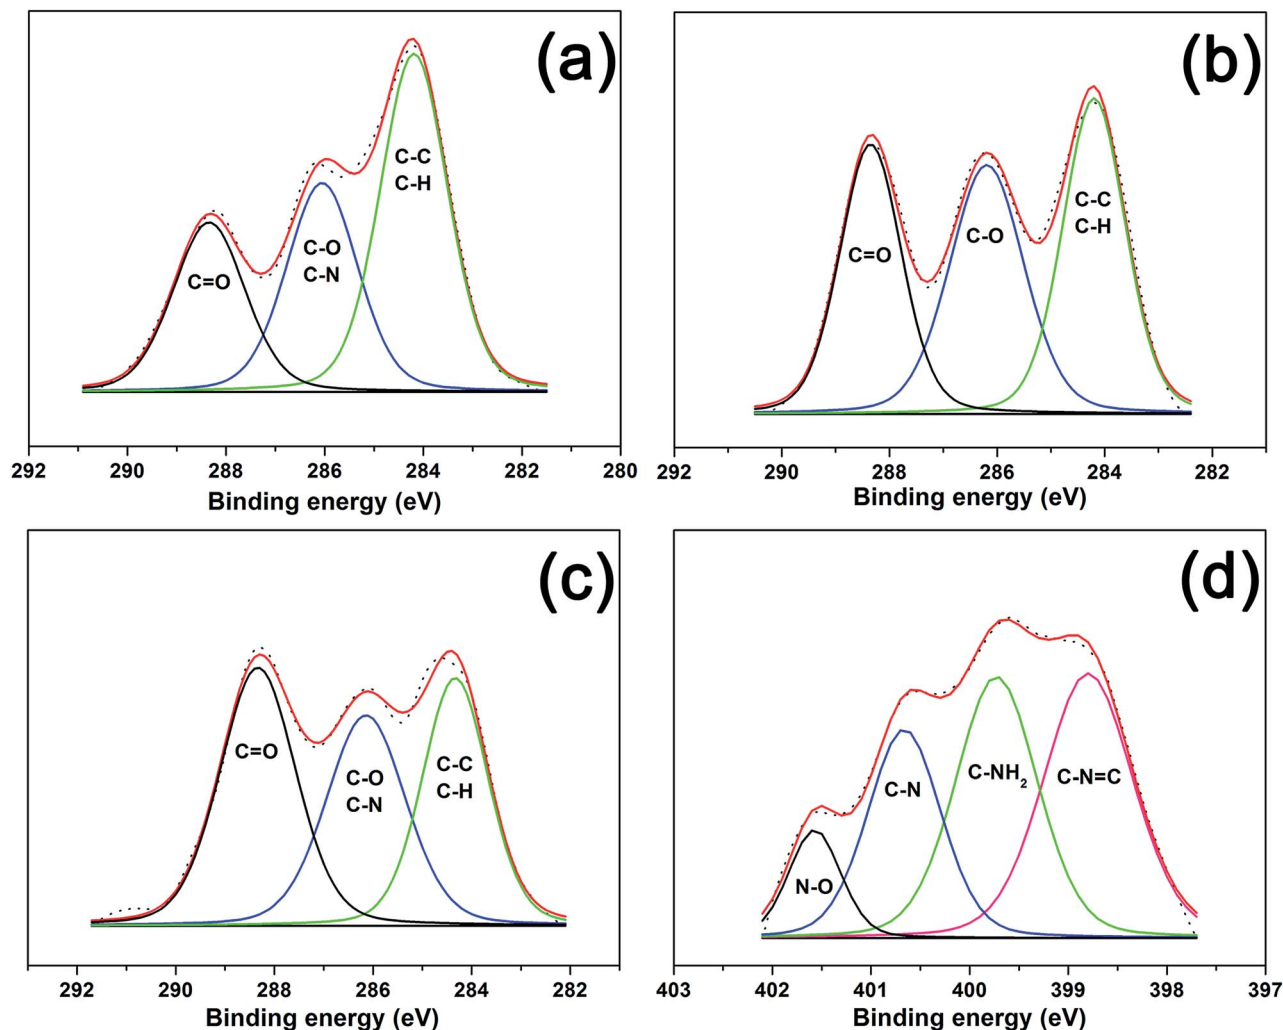 (a)
C=O
C-O
C-N
C-C
C-H
292 290 288 286 284 282 280
Binding energy (eV)
(b)
C=O
C-O
C-C
C-H
292 290 288 286 284 282
Binding energy (eV)
(c)
C=O
C-O
C-N
C-C
C-H
292 290 288 286 284 282
Binding energy (eV)
(d)
N-O
C-N
C-NH₂
C-N=C
403 402 401 400 399 398 397
Binding energy (eV)